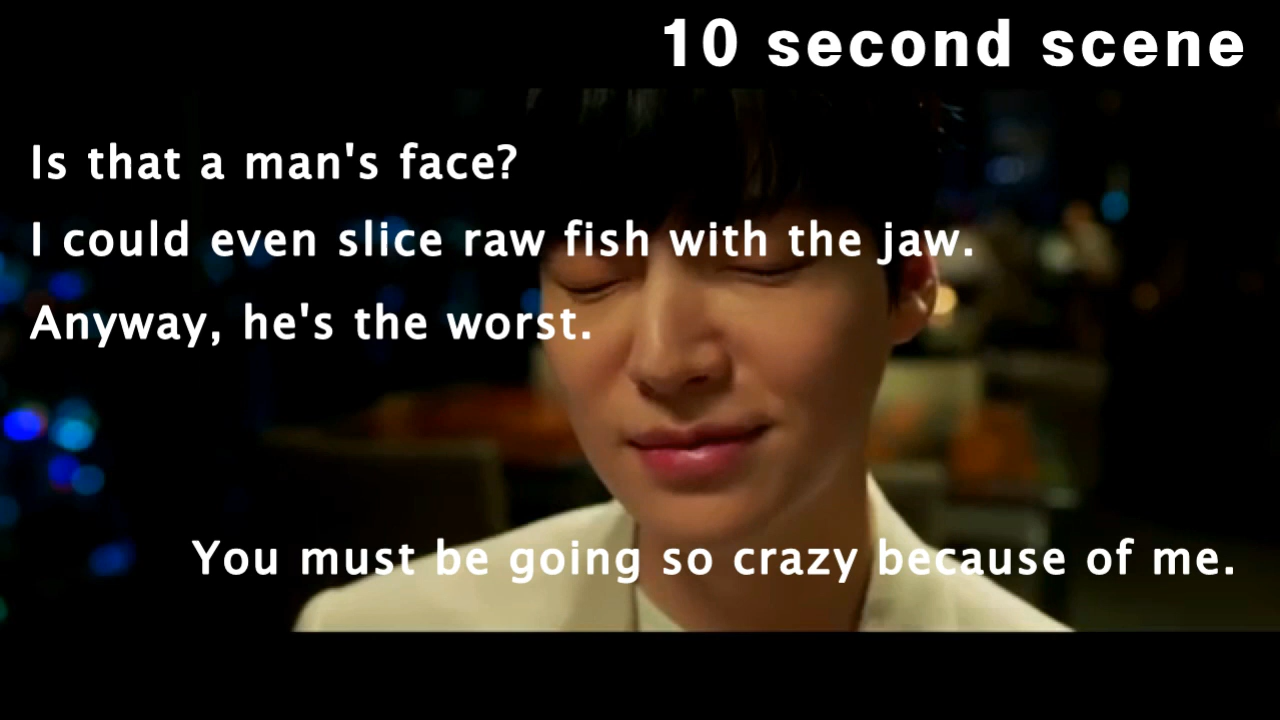 10 second scene
Is that a man's face?
I could even slice raw fish with the jaw.
Anyway, he's the worst.
You must be going so crazy because of me.